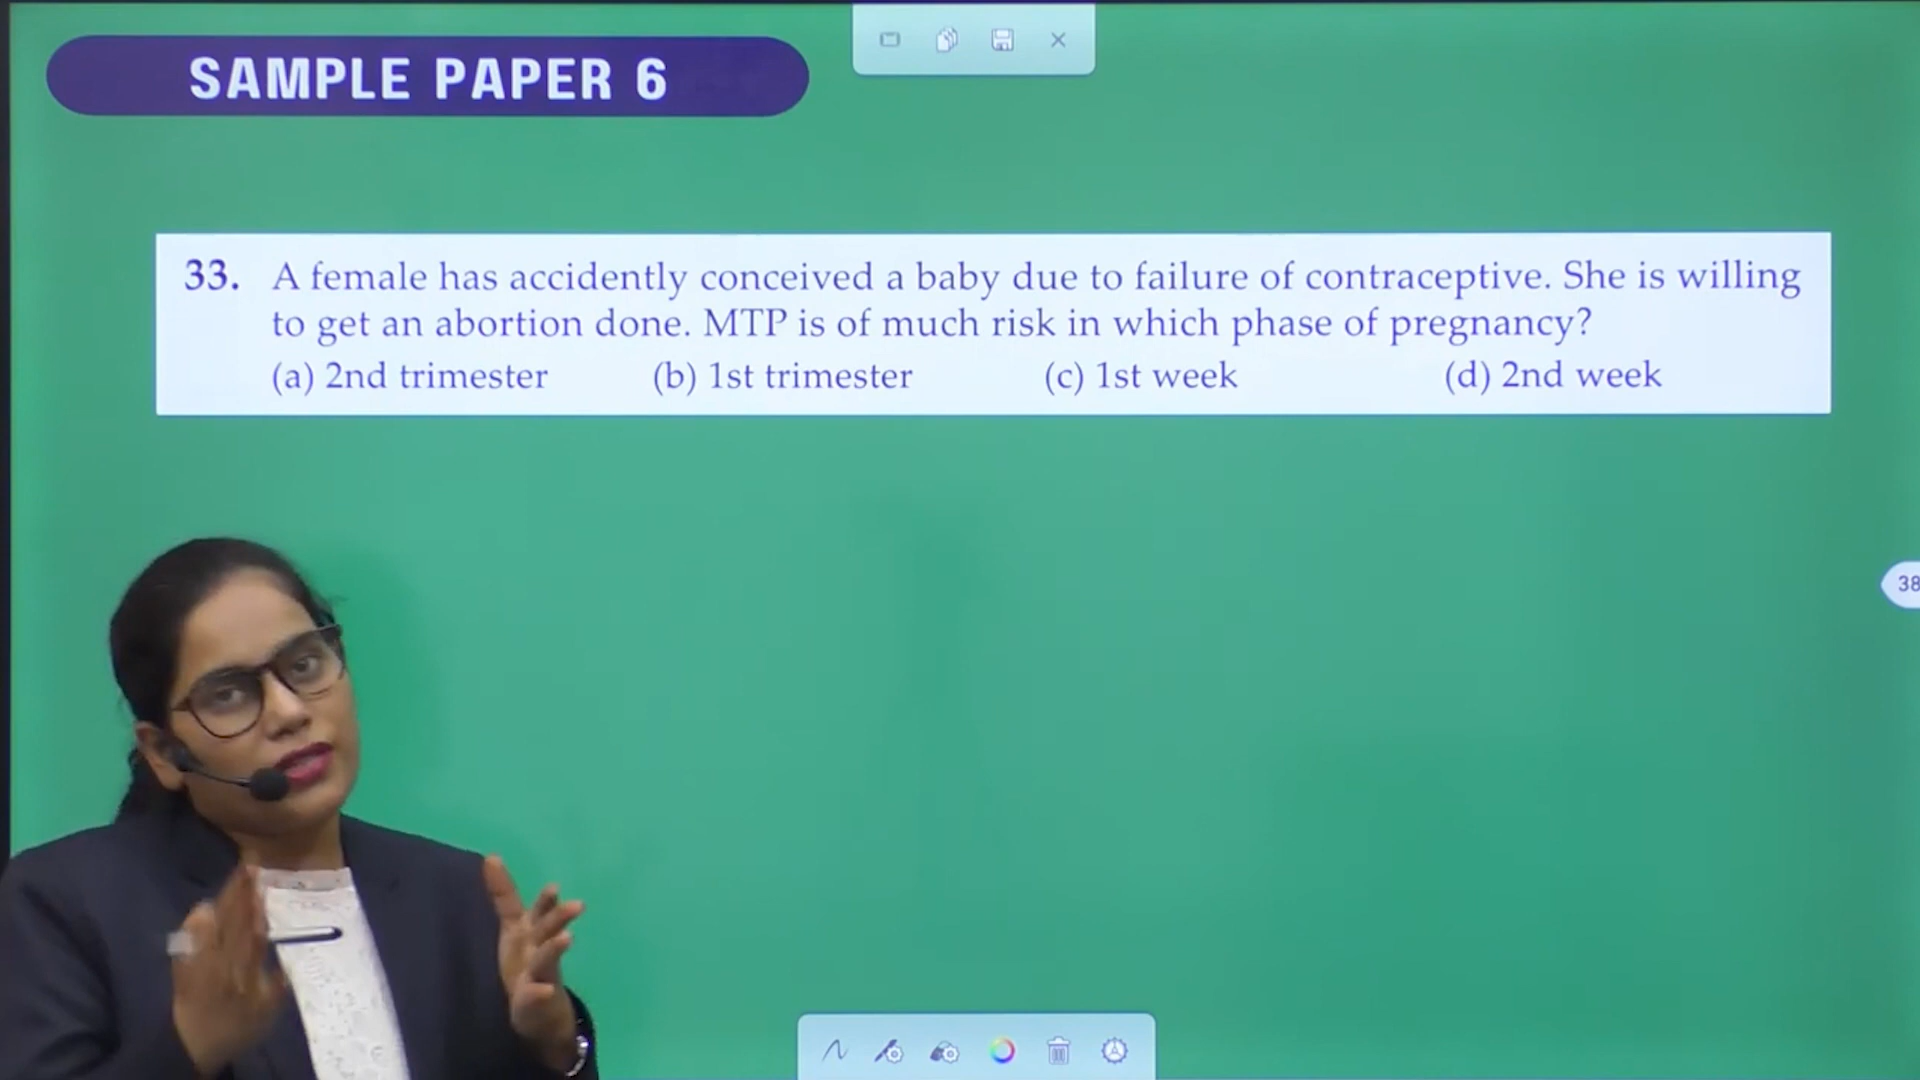 SAMPLE PAPER 6
33. A female has accidently conceived a baby due to failure of contraceptive. She is willing
to get an abortion done. MTP is of much risk in which phase of pregnancy?
(a) 2nd trimester (b) 1st trimester (c) 1st week (d) 2nd week
38